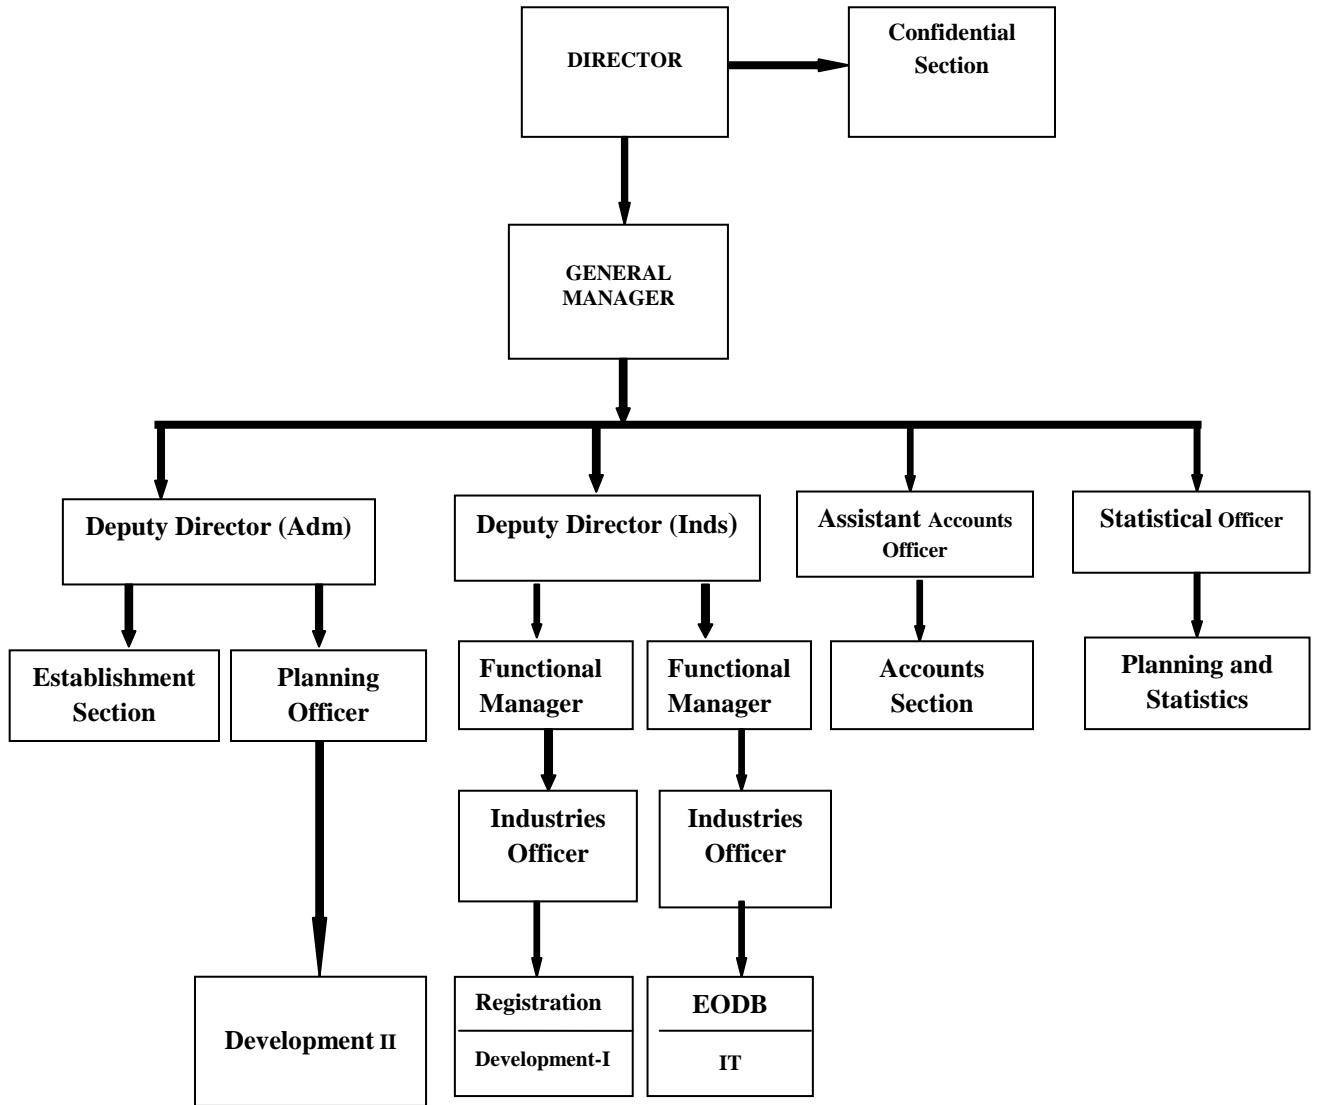 DIRECTOR
Confidential
Section
GENERAL
MANAGER
Deputy Director (Adm)
Deputy Director (Inds)
Assistant Accounts
Officer
Statistical Officer
Establishment
Section
Planning
Officer
Functional
Manager
Functional
Manager
Accounts
Section
Planning and
Statistics
Industries
Officer
Industries
Officer
Development II
Registration
Development-I
EODB
IT